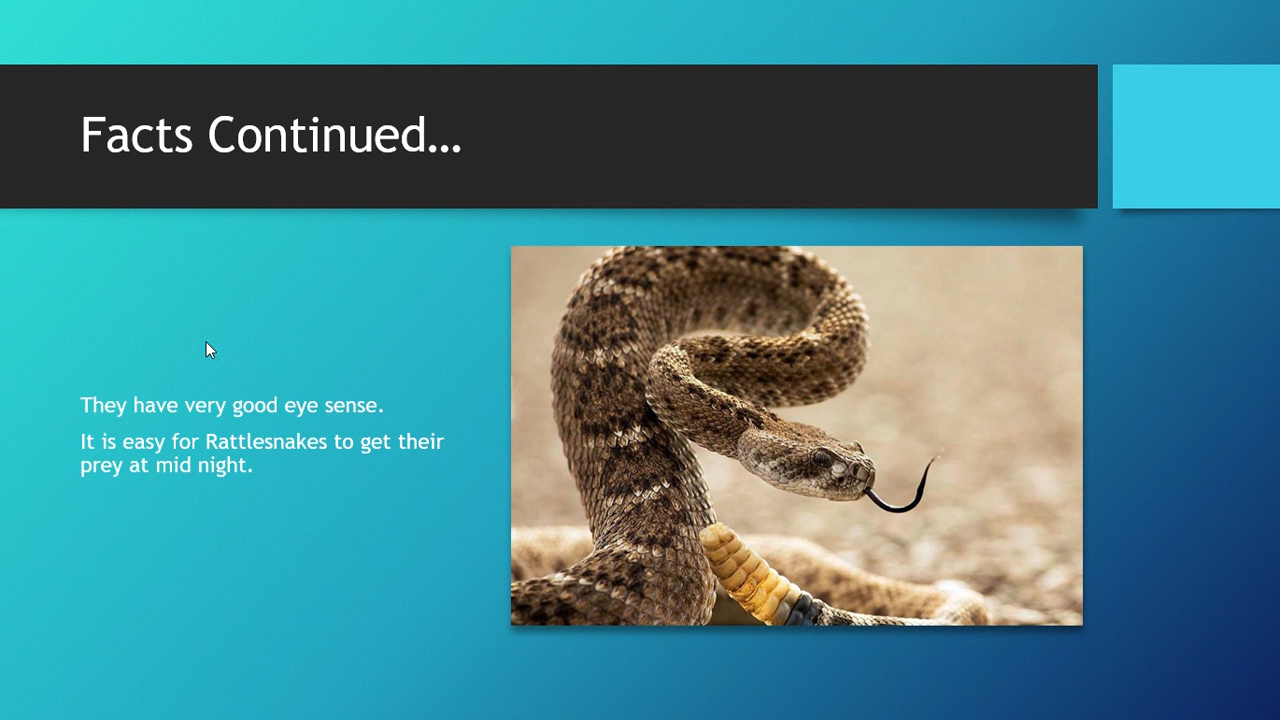 Facts Continued...
They have very good eye sense.
It is easy for Rattlesnakes to get their
prey at mid night.